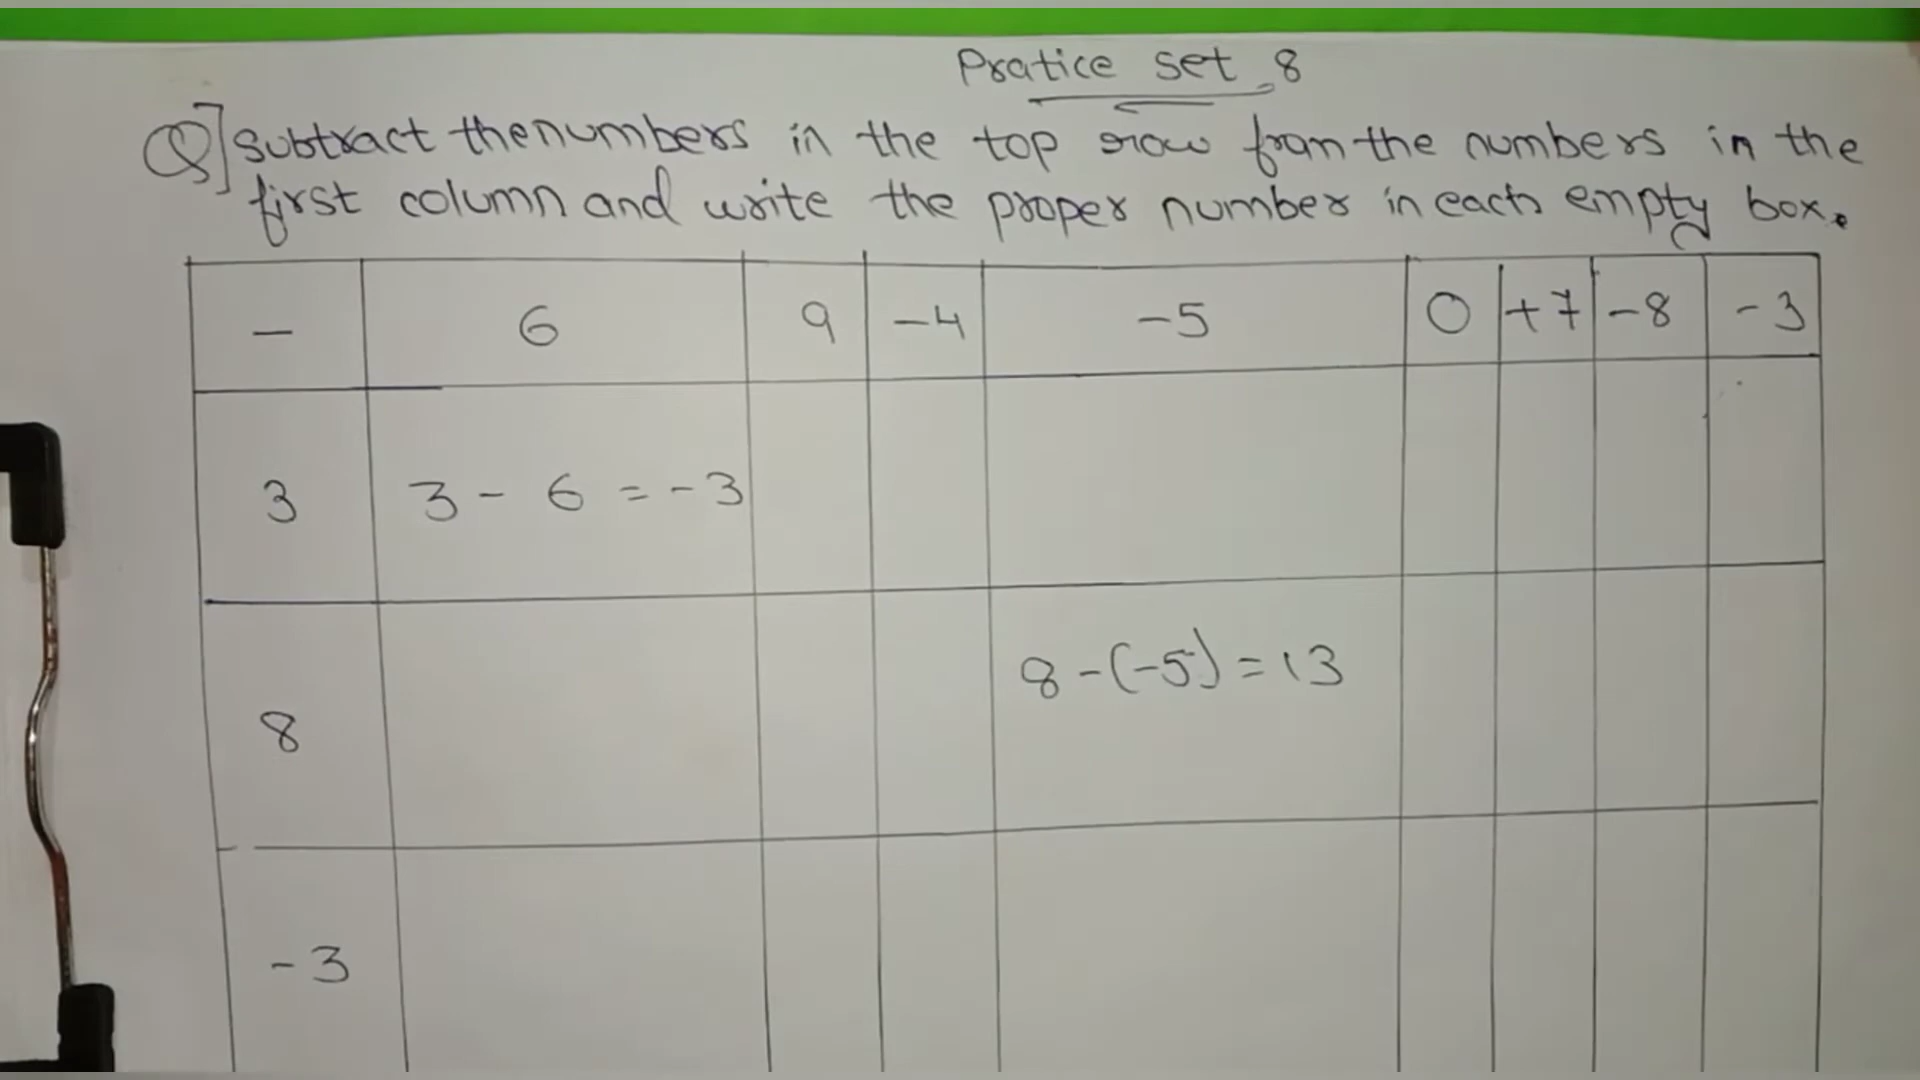 Pratice set 8
Q] subtract the numbers in the top row from the numbers in the
first column and write the proper number in each empty box.
— 6 9 -4 -5 0 +7 -8 -3
3 3 - 6 = -3
8 8 - (-5) = 13
-3